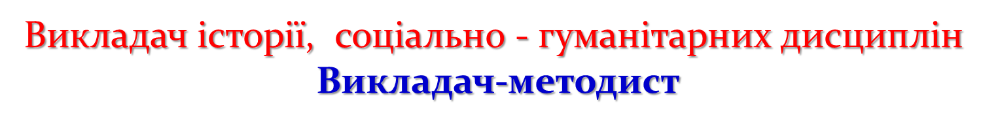 Викладач історії,  соціально - гуманітарних дисциплін
Викладач-методист